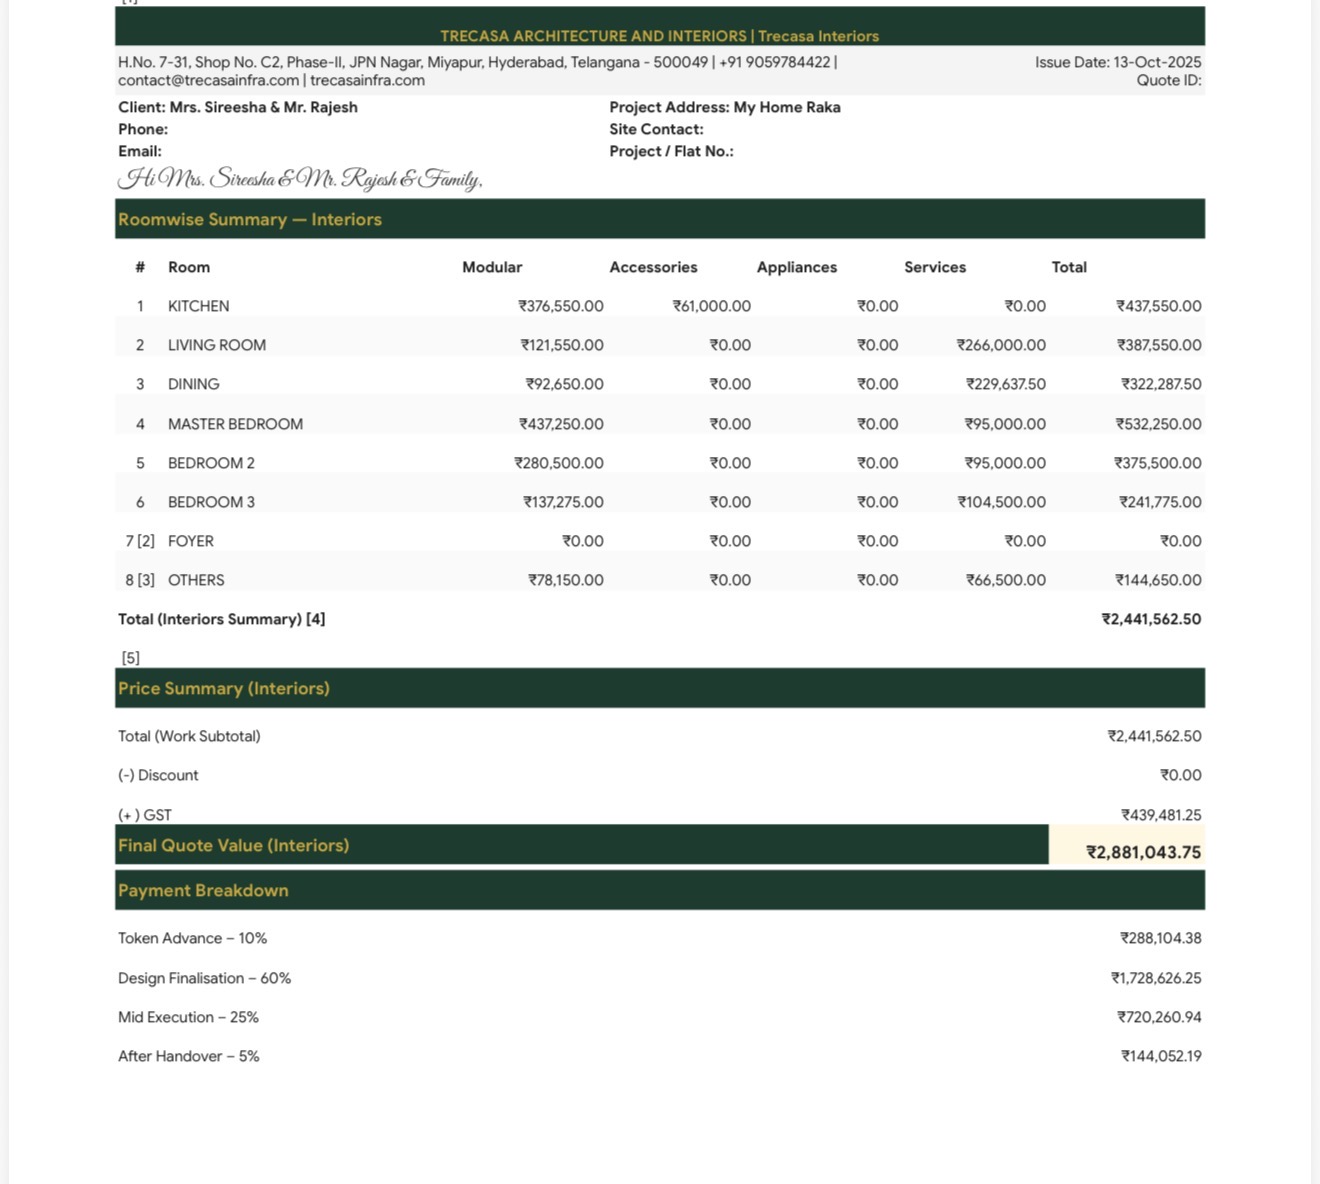 [1]
TRECASA ARCHITECTURE AND INTERIORS | Trecasa Interiors
H.No. 7-31, Shop No. C2, Phase-II, JPN Nagar, Miyapur, Hyderabad, Telangana - 500049 | +91 9059784422 | Issue Date: 13-Oct-2025
contact@trecasainfra.com | trecasainfra.com Quote ID:
Client: Mrs. Sireesha & Mr. Rajesh Project Address: My Home Raka
Phone: Site Contact:
Email: Project / Flat No.:
Hi Mrs. Sireesha & Mr. Rajesh & Family,
Roomwise Summary — Interiors
# Room Modular Accessories Appliances Services Total
1 KITCHEN ₹376,550.00 ₹61,000.00 ₹0.00 ₹0.00 ₹437,550.00
2 LIVING ROOM ₹121,550.00 ₹0.00 ₹0.00 ₹266,000.00 ₹387,550.00
3 DINING ₹92,650.00 ₹0.00 ₹0.00 ₹229,637.50 ₹322,287.50
4 MASTER BEDROOM ₹437,250.00 ₹0.00 ₹0.00 ₹95,000.00 ₹532,250.00
5 BEDROOM 2 ₹280,500.00 ₹0.00 ₹0.00 ₹95,000.00 ₹375,500.00
6 BEDROOM 3 ₹137,275.00 ₹0.00 ₹0.00 ₹104,500.00 ₹241,775.00
7 [2] FOYER ₹0.00 ₹0.00 ₹0.00 ₹0.00 ₹0.00
8 [3] OTHERS ₹78,150.00 ₹0.00 ₹0.00 ₹66,500.00 ₹144,650.00
Total (Interiors Summary) [4] ₹2,441,562.50
[5]
Price Summary (Interiors)
Total (Work Subtotal) ₹2,441,562.50
(-) Discount ₹0.00
(+ ) GST ₹439,481.25
Final Quote Value (Interiors) ₹2,881,043.75
Payment Breakdown
Token Advance – 10% ₹288,104.38
Design Finalisation – 60% ₹1,728,626.25
Mid Execution – 25% ₹720,260.94
After Handover – 5% ₹144,052.19